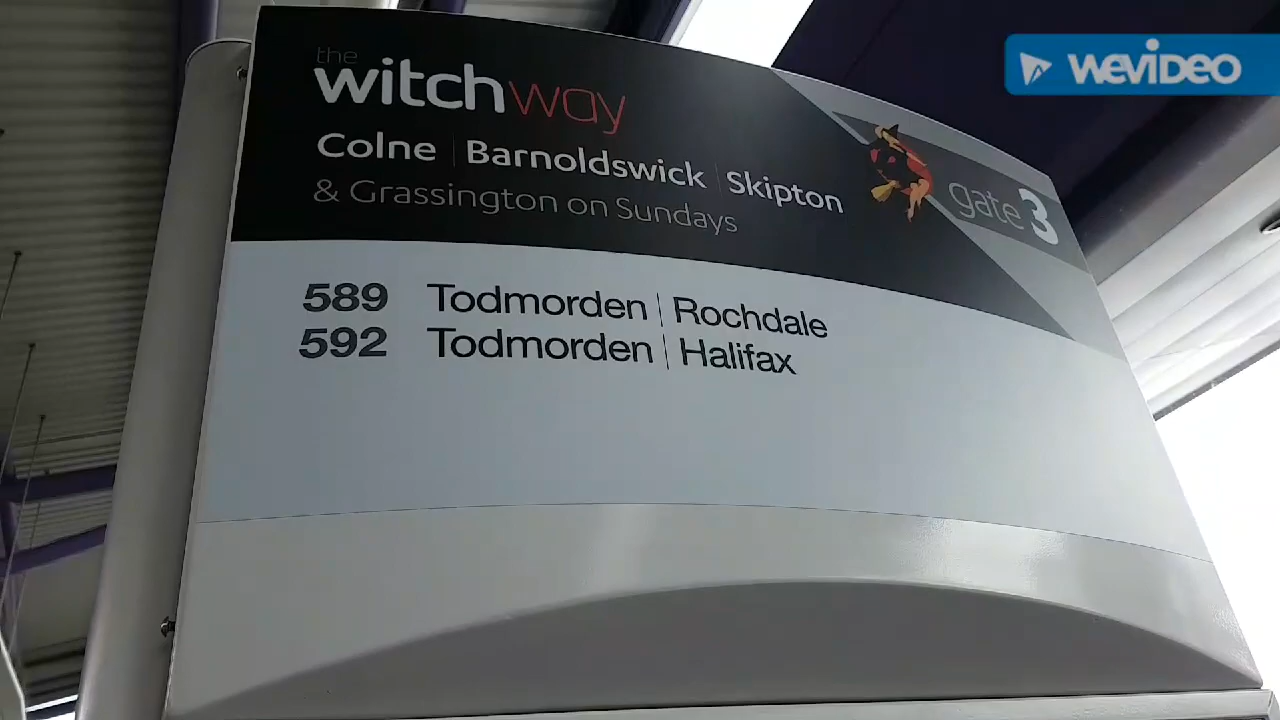 WEVIDEO
the
witchway
Colne | Barnoldswick | Skipton
& Grassington on Sundays
gate 3
589 Todmorden | Rochdale
592 Todmorden | Halifax